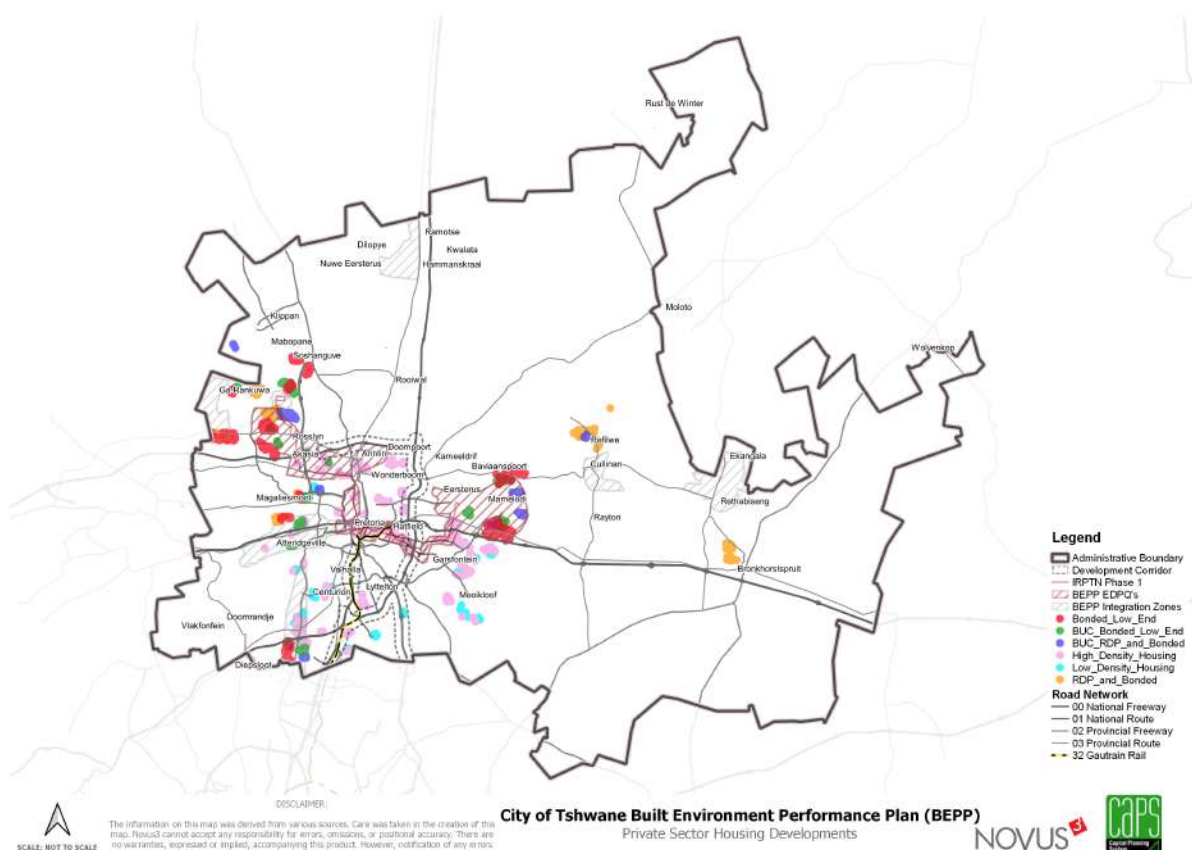 Rust de Winter
Ramotse
Dilopye
Kwalata
Nuwe Eersterus
Hammanskraal
Moloto
Klippan
Wolvenkop
Mabopane
Soshanguve
Rooiwal
Ga-Rankuwa
Rosslyn
Refilwe
Doornpoort
Akasia
Annlin
Kameeldrif
Ekangala
Baviaanspoort
Cullinan
Wonderboom
Eersterus
Magaliesmoot
Mamelodi
Rethabiseng
Pretoria
Hatfield
Rayton
Atteridgeville
Garsfontein
Valhalla
Bronkhorstspruit
Lyttelton
Centurion
Mooikloof
Doornrandje
Vlakfontein
Diepsloot
Legend
Administrative Boundary
Development Corridor
IRPTN Phase 1
BEPP EDPQ's
BEPP Integration Zones
Bonded_Low_End
BUC_Bonded_Low_End
BUC_RDP_and_Bonded
High_Density_Housing
Low_Density_Housing
RDP_and_Bonded
Road Network
00 National Freeway
01 National Route
02 Provincial Freeway
03 Provincial Route
32 Gautrain Rail
SCALE: NOT TO SCALE
DISCLAIMER:
The information on this map was derived from various sources. Care was taken in the creation of this
map. Novus3 cannot accept any responsibility for errors, omissions, or positional accuracy. There are
no warranties, expressed or implied, accompanying this product. However, notification of any errors
City of Tshwane Built Environment Performance Plan (BEPP)
Private Sector Housing Developments
NOVUS3
CaPS
Capital Planning
System